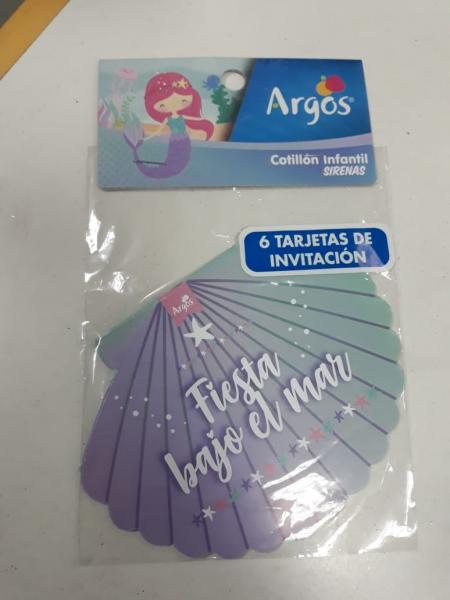 Argos
Cotillón Infantil
SIRENAS
6 TARJETAS DE
INVITACIÓN
Argos
Fiesta
bajo el mar